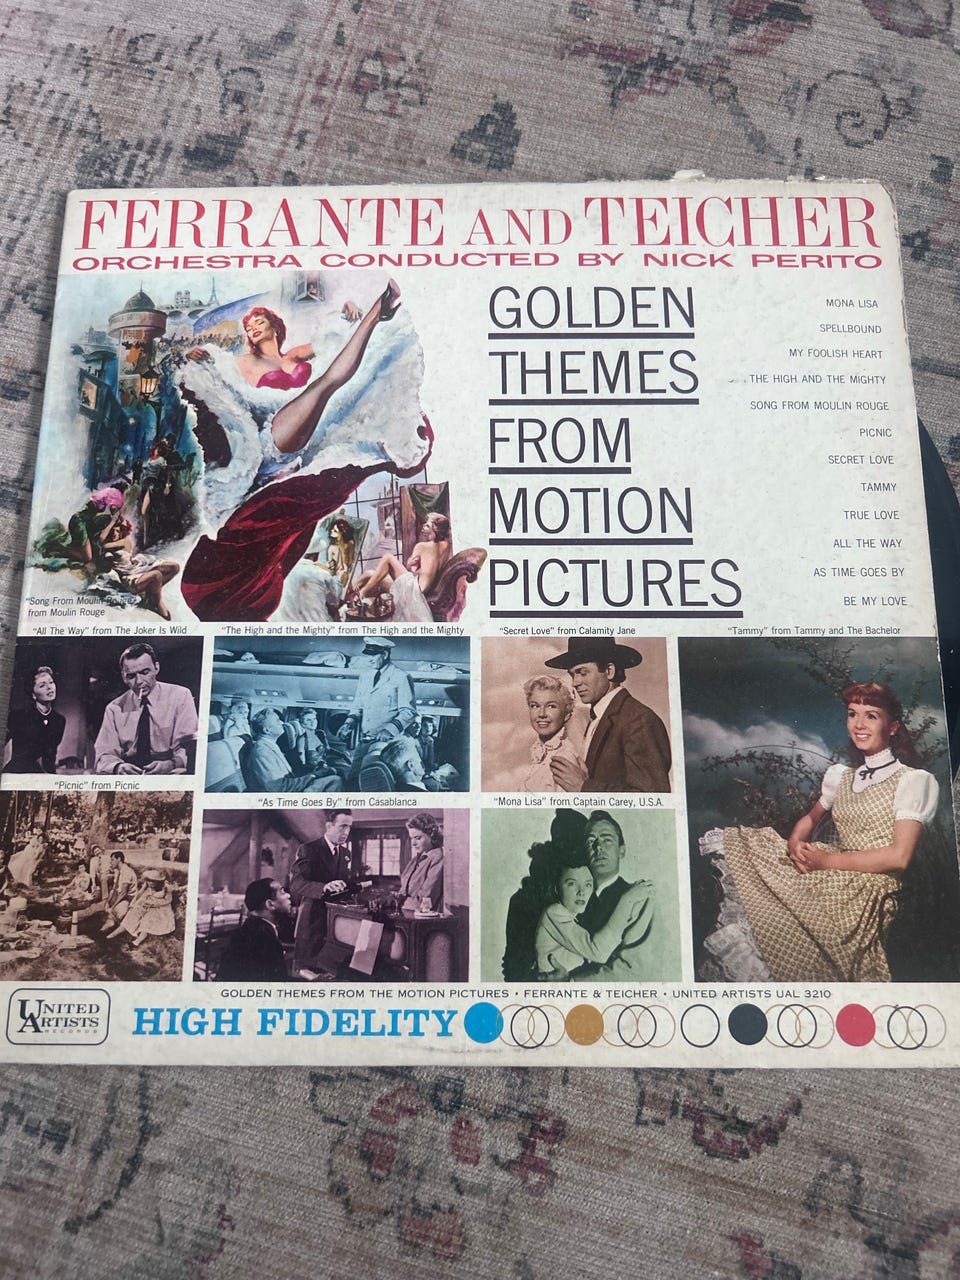 FERRANTE AND TEICHER
ORCHESTRA CONDUCTED BY NICK PERITO
GOLDEN
THEMES
FROM
MOTION
PICTURES
MONA LISA
SPELLBOUND
MY FOOLISH HEART
THE HIGH AND THE MIGHTY
SONG FROM MOULIN ROUGE
PICNIC
SECRET LOVE
TAMMY
TRUE LOVE
ALL THE WAY
AS TIME GOES BY
BE MY LOVE
"Song From Moulin Rouge"
from Moulin Rouge
"All The Way" from The Joker Is Wild
"The High and the Mighty" from The High and the Mighty
"Secret Love" from Calamity Jane
"Tammy" from Tammy and The Bachelor
"Picnic" from Picnic
"As Time Goes By" from Casablanca
"Mona Lisa" from Captain Carey, U.S.A.
GOLDEN THEMES FROM THE MOTION PICTURES • FERRANTE & TEICHER • UNITED ARTISTS UAL 3210
UNITED
ARTISTS
RECORDS
HIGH FIDELITY